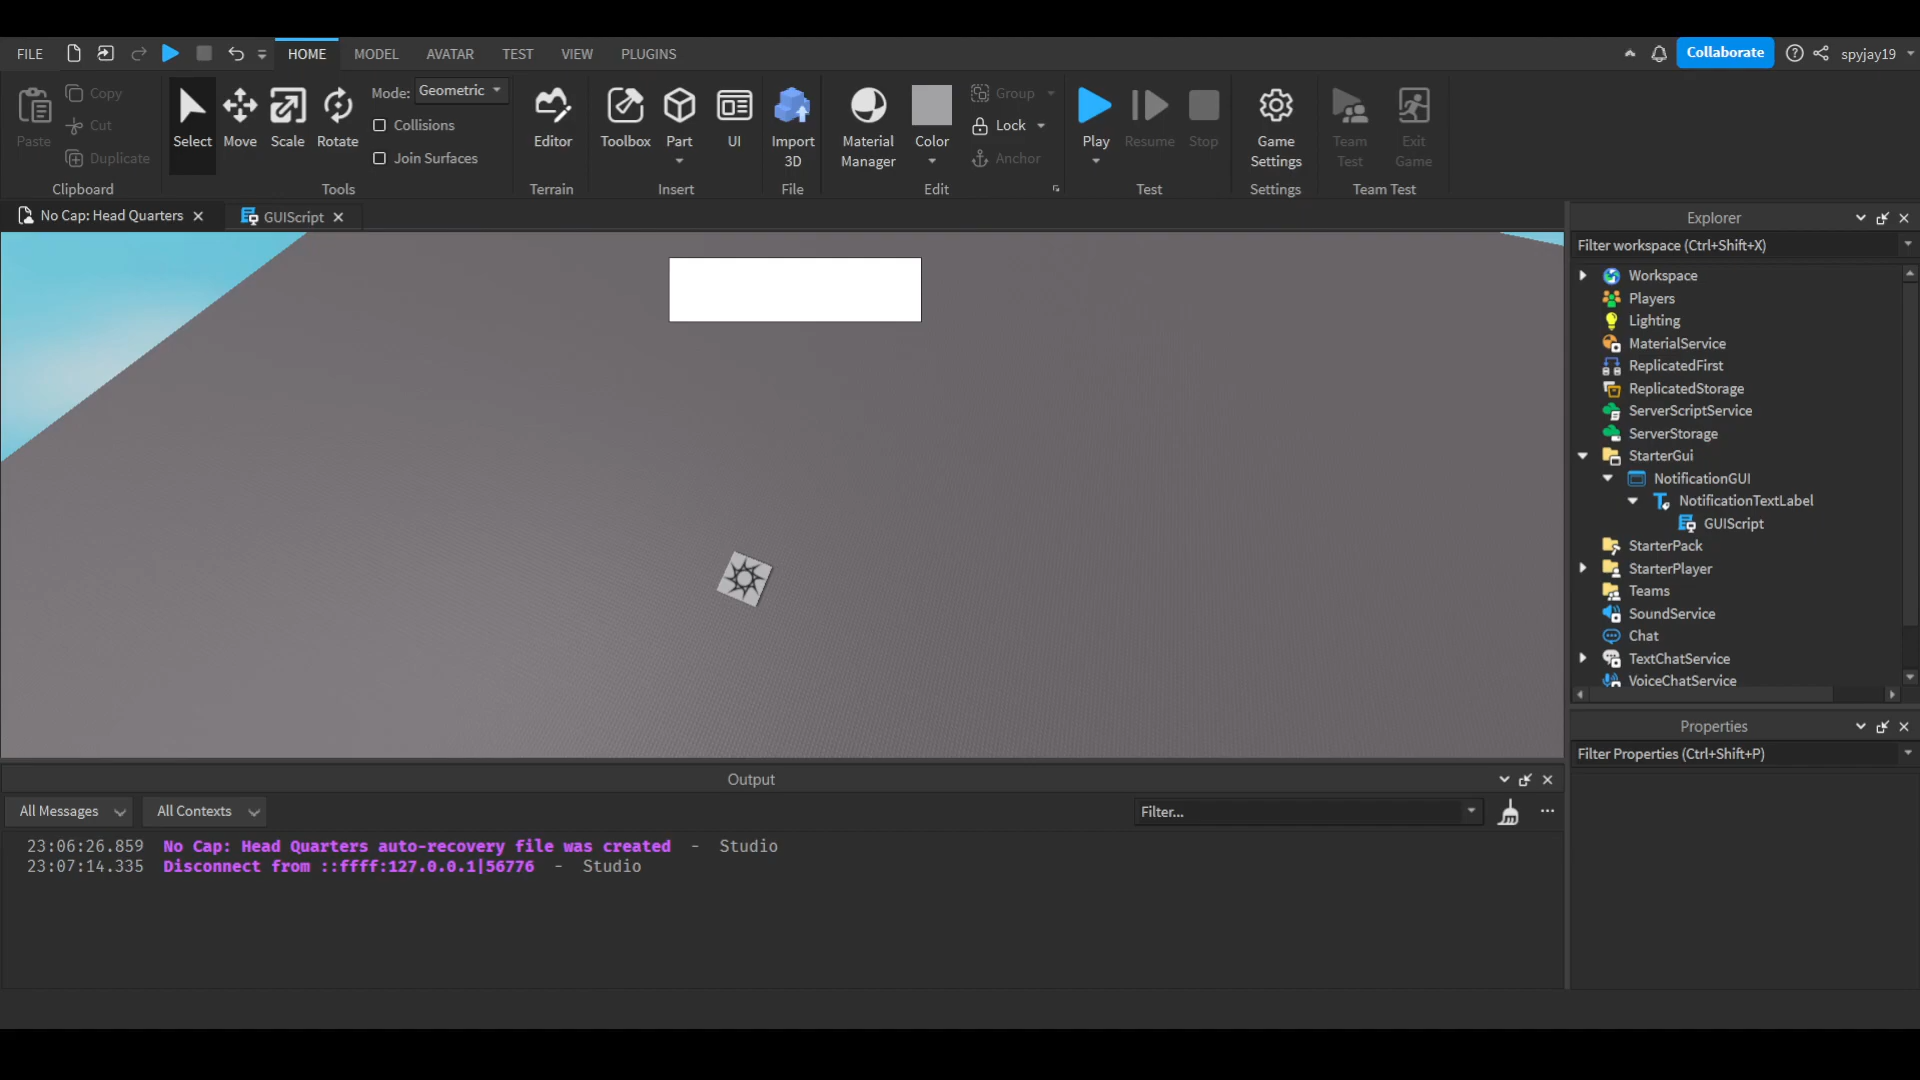 FILE HOME MODEL AVATAR TEST VIEW PLUGINS Collaborate spyjay19
Paste Copy Cut Duplicate Clipboard
Select Move Scale Rotate Mode: Geometric Collisions Join Surfaces Tools
Editor Terrain
Toolbox Part UI Insert
Import 3D File
Material Manager Color Group Lock Anchor Edit
Play Resume Stop Test
Game Settings Settings
Team Test Exit Game Team Test
No Cap: Head Quarters GUIScript
Explorer
Filter workspace (Ctrl+Shift+X)
Workspace
Players
Lighting
MaterialService
ReplicatedFirst
ReplicatedStorage
ServerScriptService
ServerStorage
StarterGui
NotificationGUI
NotificationTextLabel
GUIScript
StarterPack
StarterPlayer
Teams
SoundService
Chat
TextChatService
VoiceChatService
Properties
Filter Properties (Ctrl+Shift+P)
Output
All Messages All Contexts Filter...
23:06:26.859 No Cap: Head Quarters auto-recovery file was created - Studio
23:07:14.335 Disconnect from ::ffff:127.0.0.1|56776 - Studio